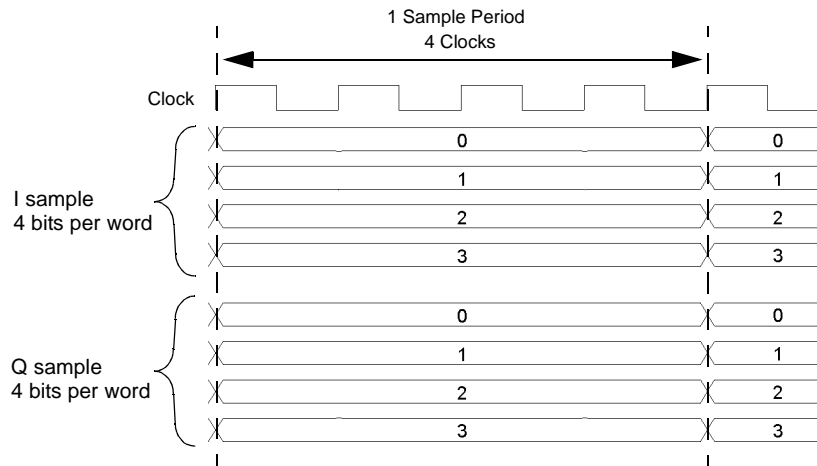 1 Sample Period
4 Clocks
Clock
0 0
1 1
I sample
4 bits per word
2 2
3 3
0 0
1 1
Q sample
4 bits per word
2 2
3 3